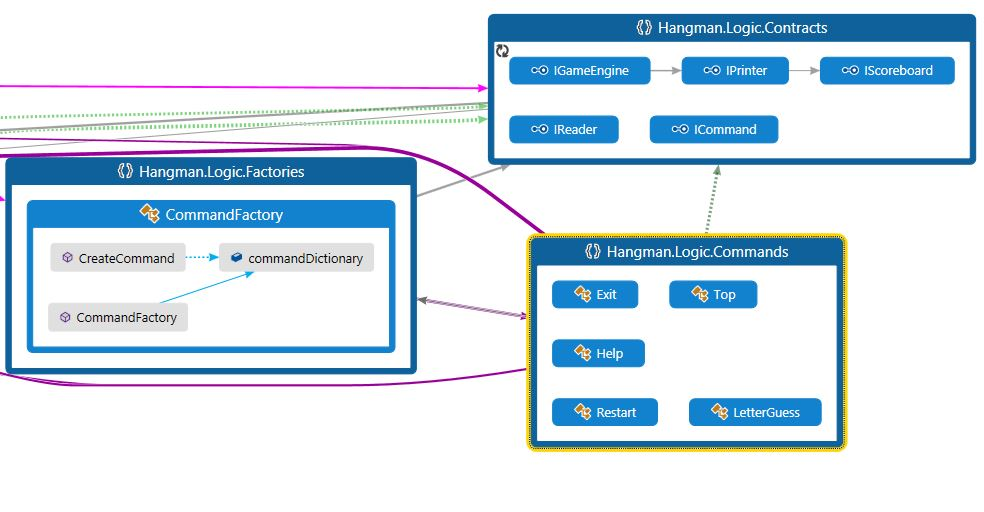 Hangman.Logic.Contracts
IGameEngine
IPrinter
IScoreboard
IReader
ICommand
Hangman.Logic.Factories
CommandFactory
CreateCommand
commandDictionary
CommandFactory
Hangman.Logic.Commands
Exit
Top
Help
Restart
LetterGuess